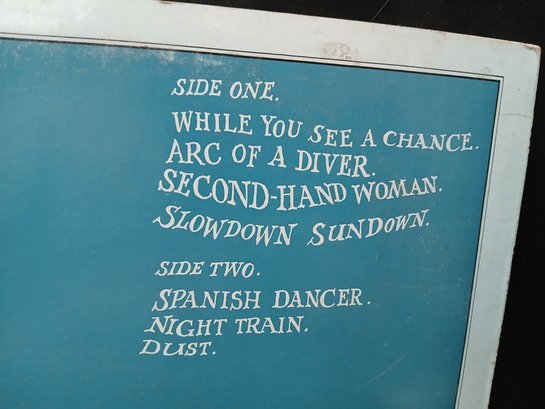 SIDE ONE.
WHILE YOU SEE A CHANCE.
ARC OF A DIVER.
SECOND-HAND WOMAN.
SLOWDOWN SUNDOWN.
SIDE TWO.
SPANISH DANCER.
NIGHT TRAIN.
DUST.